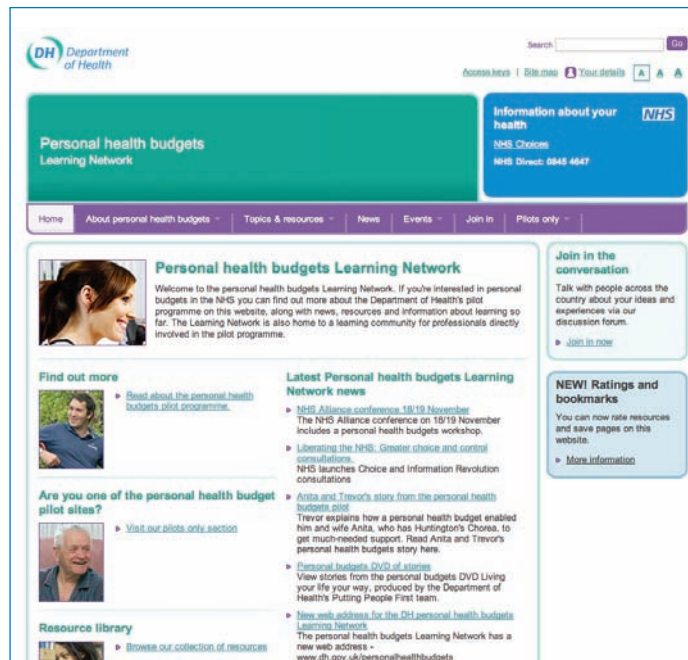 DH Department
of Health
Search
Go
Access keys | Site map Your details A A A
Personal health budgets
Learning Network
Information about your
health
NHS
NHS Choices
NHS Direct: 0845 4647
Home
About personal health budgets
Topics & resources
News
Events
Join in
Pilots only
Personal health budgets Learning Network
Welcome to the personal health budgets Learning Network. If you're interested in personal
budgets in the NHS you can find out more about the Department of Health's pilot
programme on this website, along with news, resources and information about learning so
far. The Learning Network is also home to a learning community for professionals directly
involved in the pilot programme.
Find out more
Read about the personal health
budgets pilot programme.
Are you one of the personal health budget
pilot sites?
Visit our pilots only section
Resource library
Browse our collection of resources
Latest Personal health budgets Learning
Network news
NHS Alliance conference 18/19 November
The NHS Alliance conference on 18/19 November
includes a personal health budgets workshop.
Liberating the NHS: Greater choice and control
consultations
NHS launches Choice and Information Revolution
consultations
Anita and Trevor's story from the personal health
budgets pilot
Trevor explains how a personal health budget enabled
him and wife Anita, who has Huntington's Chorea, to
get much-needed support. Read Anita and Trevor's
personal health budgets story here.
Personal budgets DVD of stories
View stories from the personal budgets DVD Living
your life your way, produced by the Department of
Health's Putting People First team.
New web address for the DH personal health budgets
Learning Network
The personal health budgets Learning Network has a
new web address -
www.dh.gov.uk/personalhealthbudgets
Join in the
conversation
Talk with people across the
country about your ideas and
experiences via our
discussion forum.
Join in now
NEW! Ratings and
bookmarks
You can now rate resources
and save pages on this
website.
More information